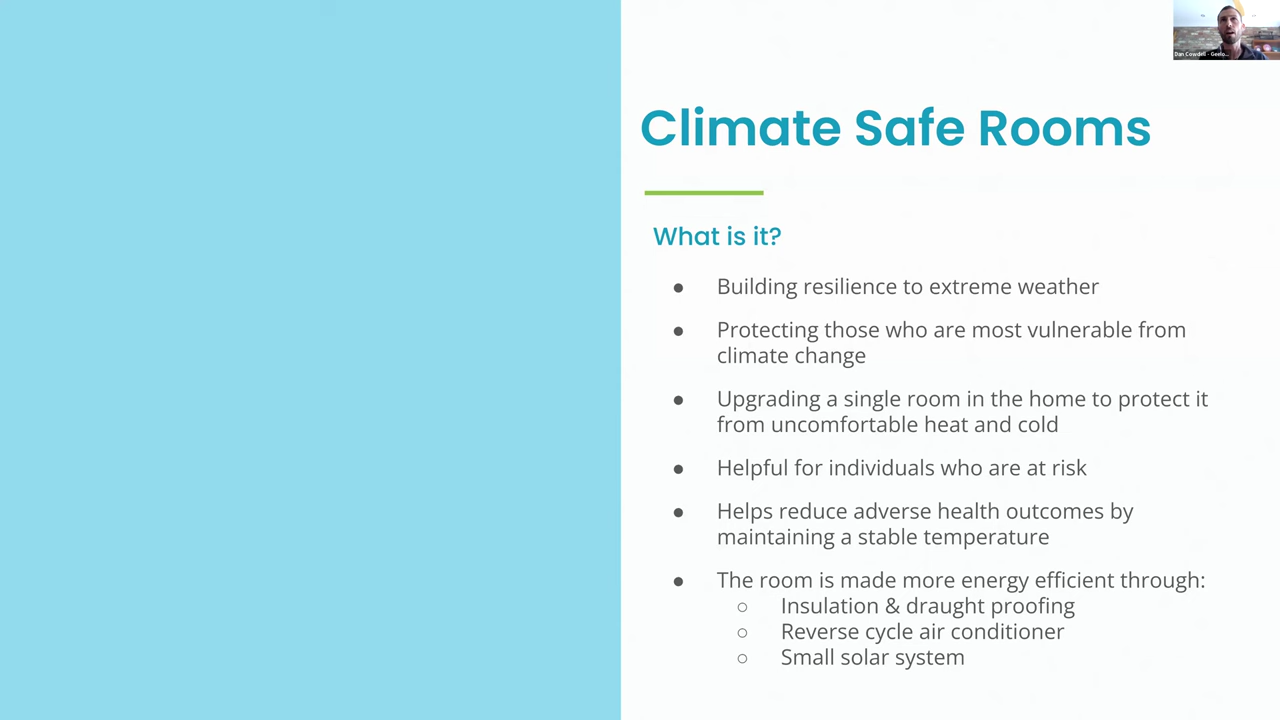 Dan Cowdell - Geelo...
Climate Safe Rooms
What is it?
● Building resilience to extreme weather
● Protecting those who are most vulnerable from
climate change
● Upgrading a single room in the home to protect it
from uncomfortable heat and cold
● Helpful for individuals who are at risk
● Helps reduce adverse health outcomes by
maintaining a stable temperature
● The room is made more energy efficient through:
○ Insulation & draught proofing
○ Reverse cycle air conditioner
○ Small solar system